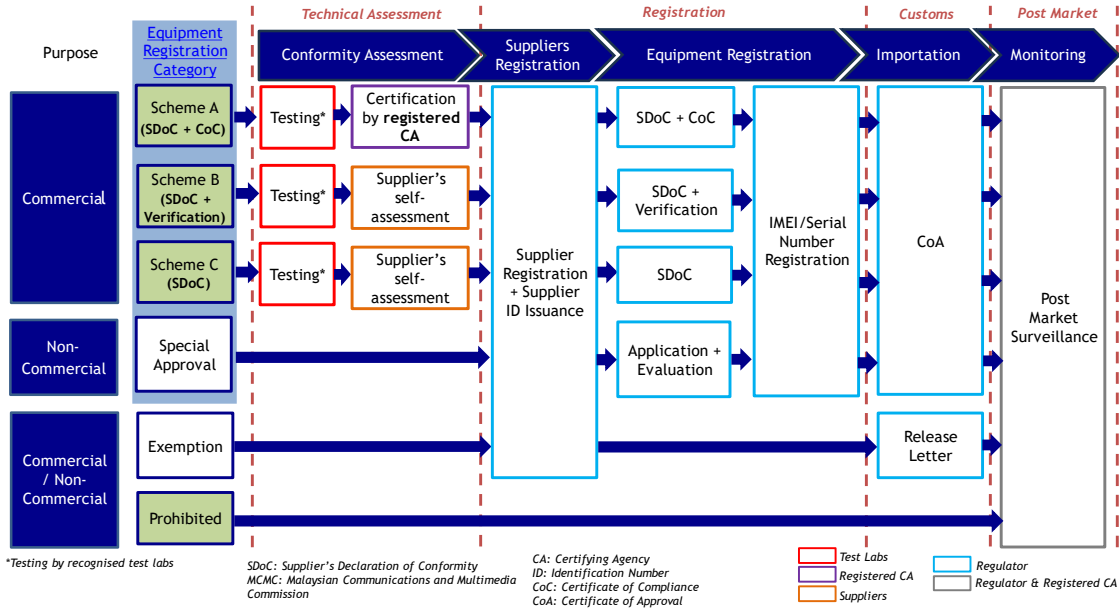 Technical Assessment
Registration
Customs
Post Market
Purpose
Equipment
Registration
Category
Conformity Assessment
Suppliers
Registration
Equipment Registration
Importation
Monitoring
Commercial
Scheme A
(SDoC + CoC)
Testing*
Certification
by registered
CA
SDoC + CoC
Scheme B
(SDoC +
Verification)
Testing*
Supplier's
self-
assessment
SDoC +
Verification
Scheme C
(SDoC)
Testing*
Supplier's
self-
assessment
SDoC
Supplier
Registration
+ Supplier
ID Issuance
IMEI/Serial
Number
Registration
CoA
Post
Market
Surveillance
Non-
Commercial
Special
Approval
Application +
Evaluation
Commercial
/ Non-
Commercial
Exemption
Release
Letter
Prohibited
*Testing by recognised test labs
SDoC: Supplier's Declaration of Conformity
MCMC: Malaysian Communications and Multimedia
Commission
CA: Certifying Agency
ID: Identification Number
CoC: Certificate of Compliance
CoA: Certificate of Approval
Test Labs
Registered CA
Suppliers
Regulator
Regulator & Registered CA